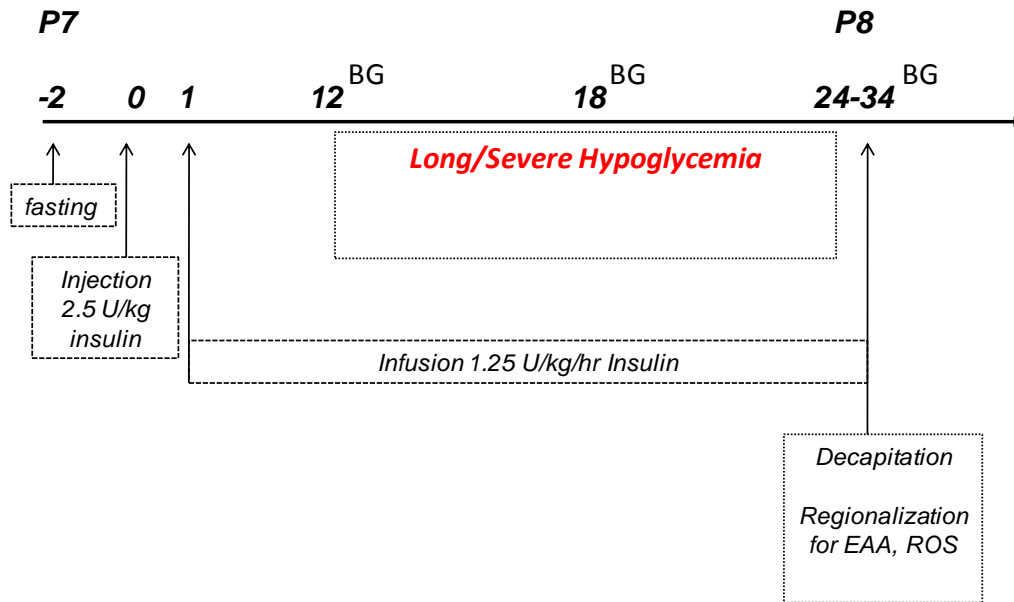 P7 P8
-2 0 1 12 BG 18 BG 24-34 BG
Long/Severe Hypoglycemia
fasting
Injection
2.5 U/kg
insulin
Infusion 1.25 U/kg/hr Insulin
Decapitation
Regionalization
for EAA, ROS